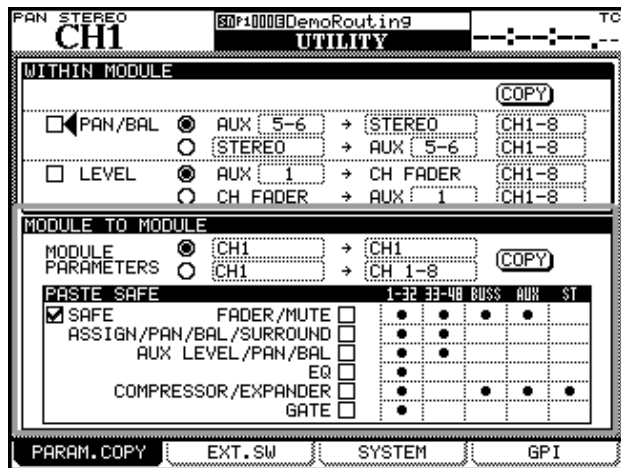 PAN STEREO
CH1
P1000 DemoRouting
UTILITY
TC
--:--:--.--
WITHIN MODULE
COPY
PAN/BAL AUX 5-6 → STEREO CH1-8
STEREO → AUX 5-6 CH1-8
LEVEL AUX 1 → CH FADER CH1-8
CH FADER → AUX 1 CH1-8
MODULE TO MODULE
MODULE PARAMETERS
CH1 → CH1
CH1 → CH 1-8
COPY
PASTE SAFE 1-32 33-48 BUSS AUX ST
SAFE FADER/MUTE
ASSIGN/PAN/BAL/SURROUND
AUX LEVEL/PAN/BAL
EQ
COMPRESSOR/EXPANDER
GATE
PARAM.COPY EXT.SW SYSTEM GPI